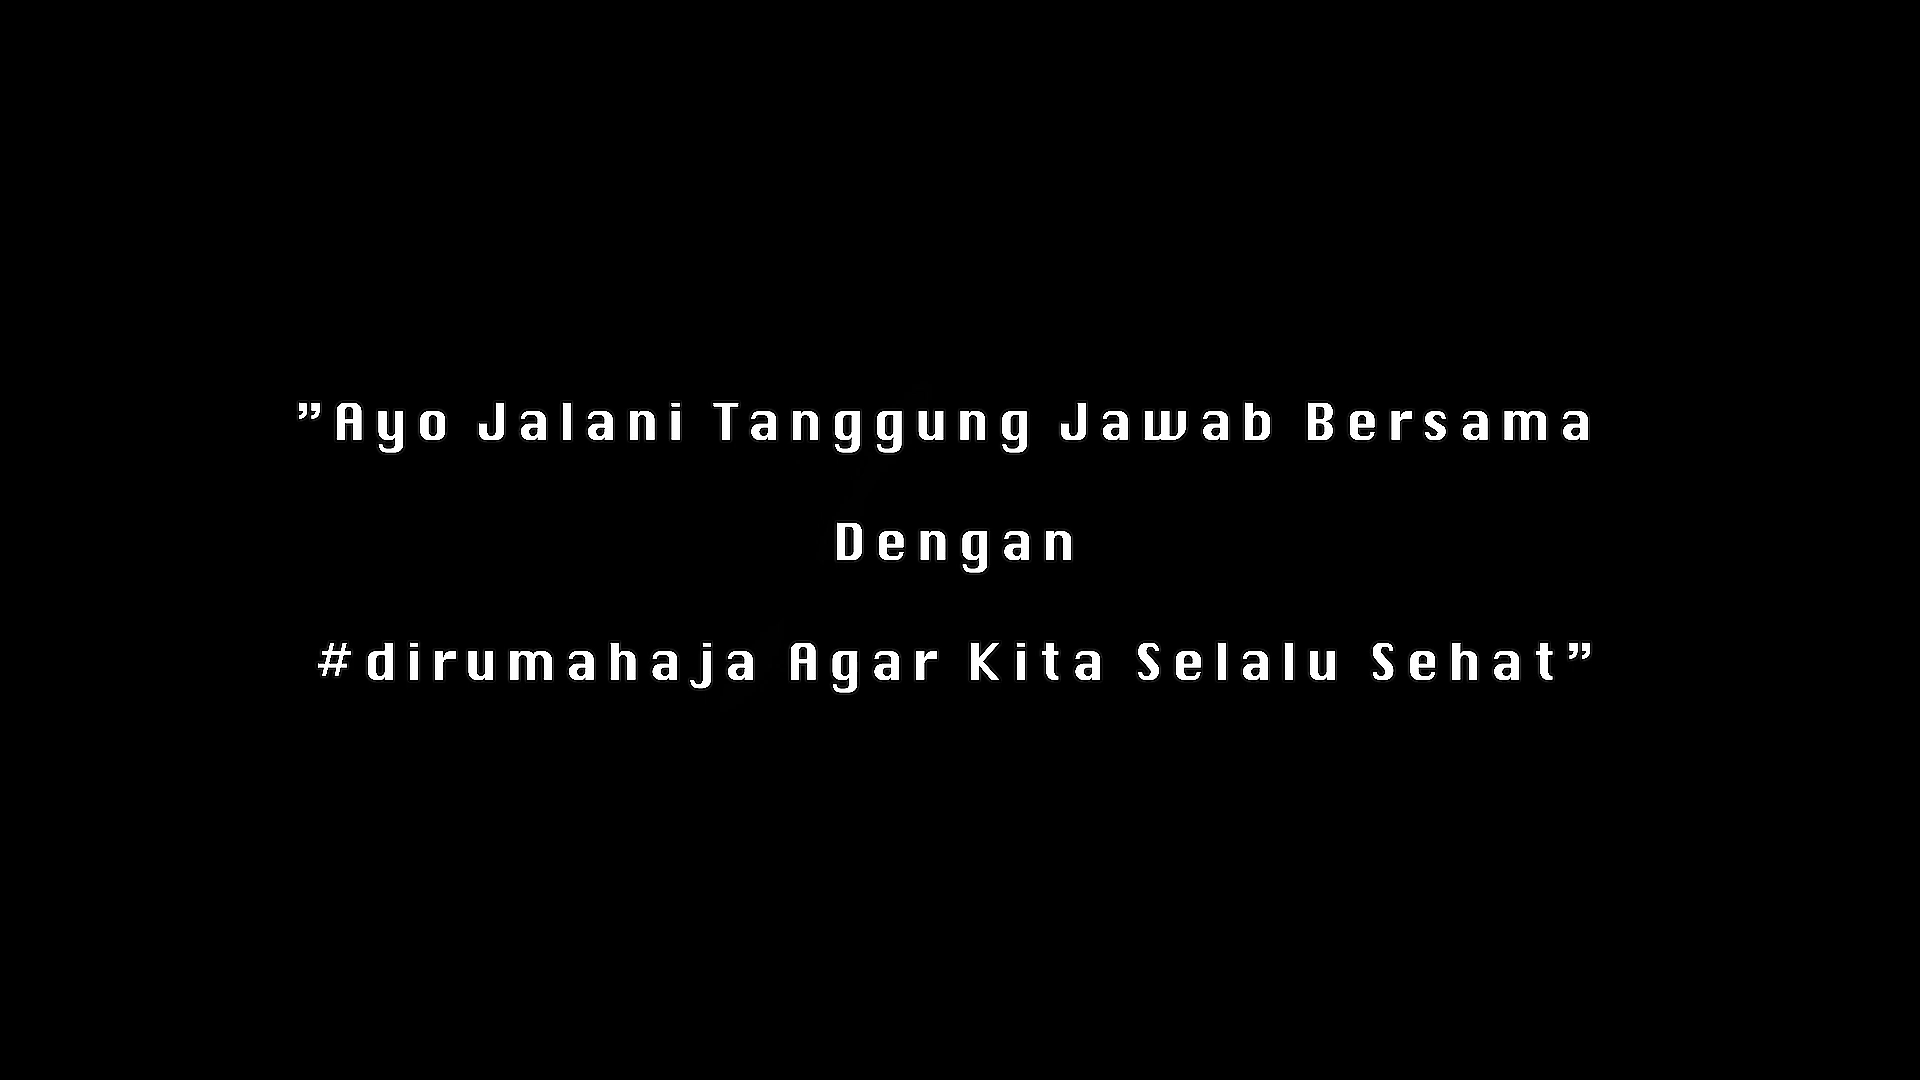 ”Ayo Jalani Tanggung Jawab Bersama
Dengan
#dirumahaja Agar Kita Selalu Sehat”